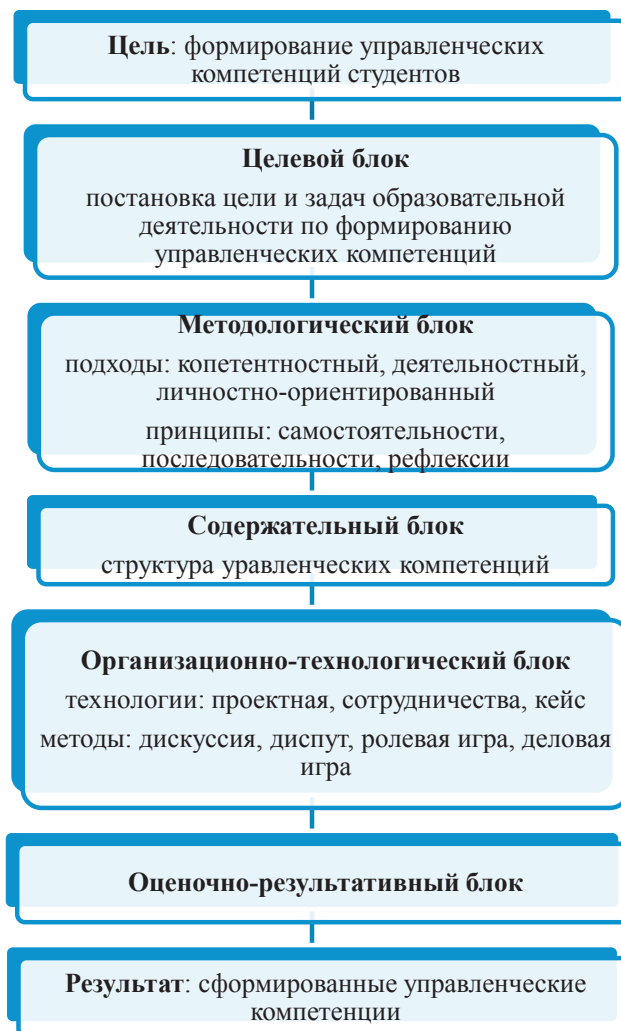 Цель: формирование управленческих
компетенций студентов
Целевой блок
постановка цели и задач образовательной
деятельности по формированию
управленческих компетенций
Методологический блок
подходы: копетентностный, деятельностный,
личностно-ориентированный
принципы: самостоятельности,
последовательности, рефлексии
Содержательный блок
структура уравленческих компетенций
Организационно-технологический блок
технологии: проектная, сотрудничества, кейс
методы: дискуссия, диспут, ролевая игра, деловая
игра
Оценочно-результативный блок
Результат: сформированные управленческие
компетенции